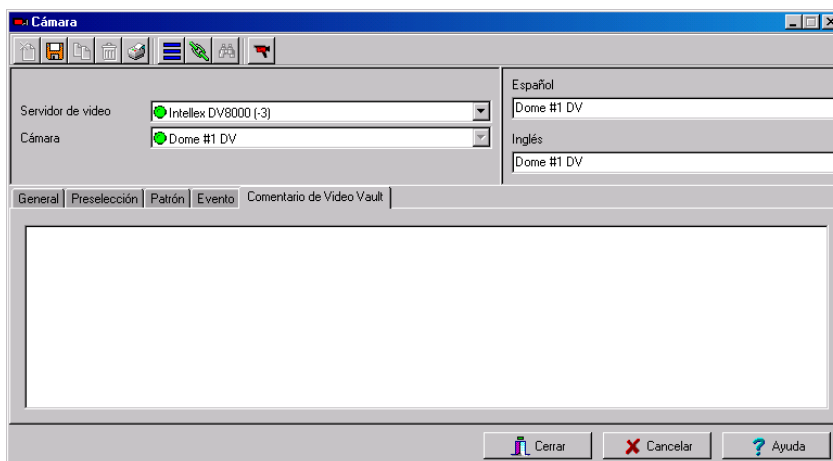 Cámara
Español
Servidor de video Intellex DV8000 (-3) Dome #1 DV
Cámara Dome #1 DV Inglés
Dome #1 DV
General Preselección Patrón Evento Comentario de Video Vault
Cerrar Cancelar Ayuda